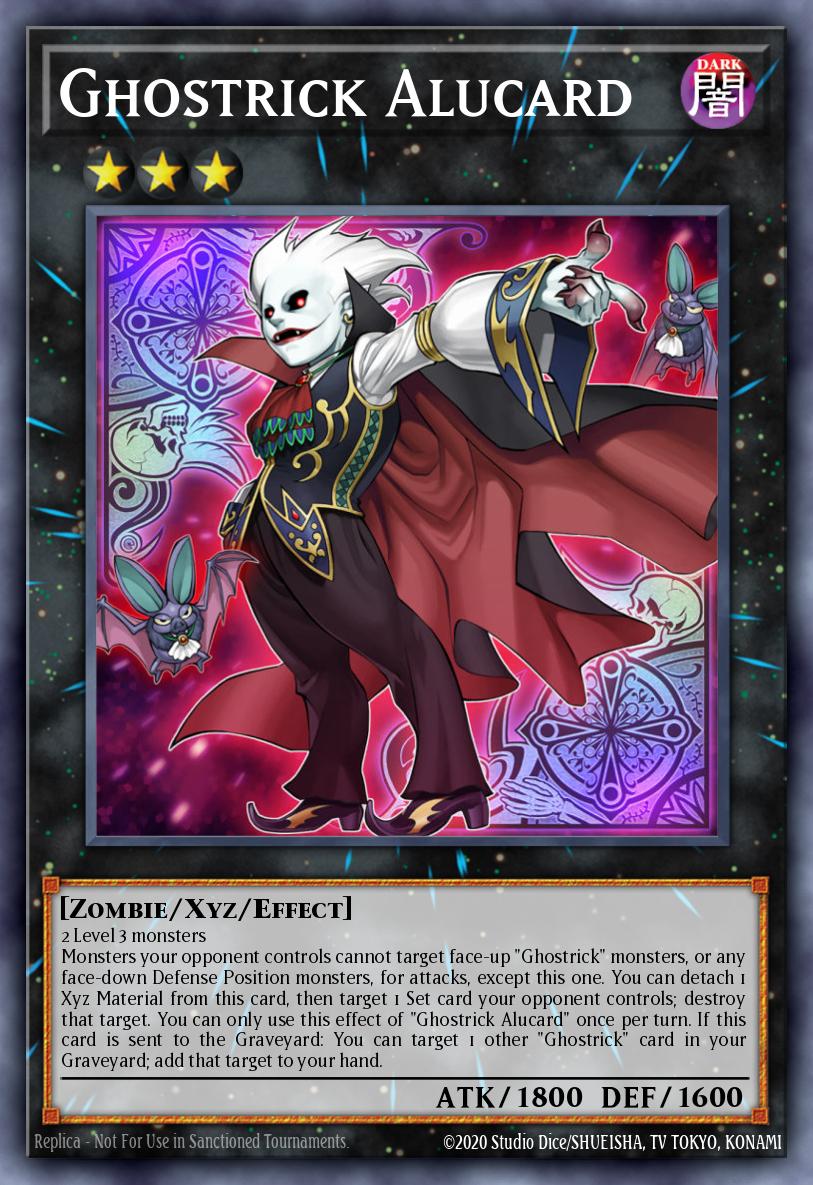 Ghostrick Alucard
DARK
闇
[Zombie/Xyz/Effect]
2 Level 3 monsters
Monsters your opponent controls cannot target face-up "Ghostrick" monsters, or any
face-down Defense Position monsters, for attacks, except this one. You can detach 1
Xyz Material from this card, then target 1 Set card your opponent controls; destroy
that target. You can only use this effect of "Ghostrick Alucard" once per turn. If this
card is sent to the Graveyard: You can target 1 other "Ghostrick" card in your
Graveyard; add that target to your hand.
ATK/1800 DEF/1600
Replica - Not For Use in Sanctioned Tournaments.
©2020 Studio Dice/SHUEISHA, TV TOKYO, KONAMI